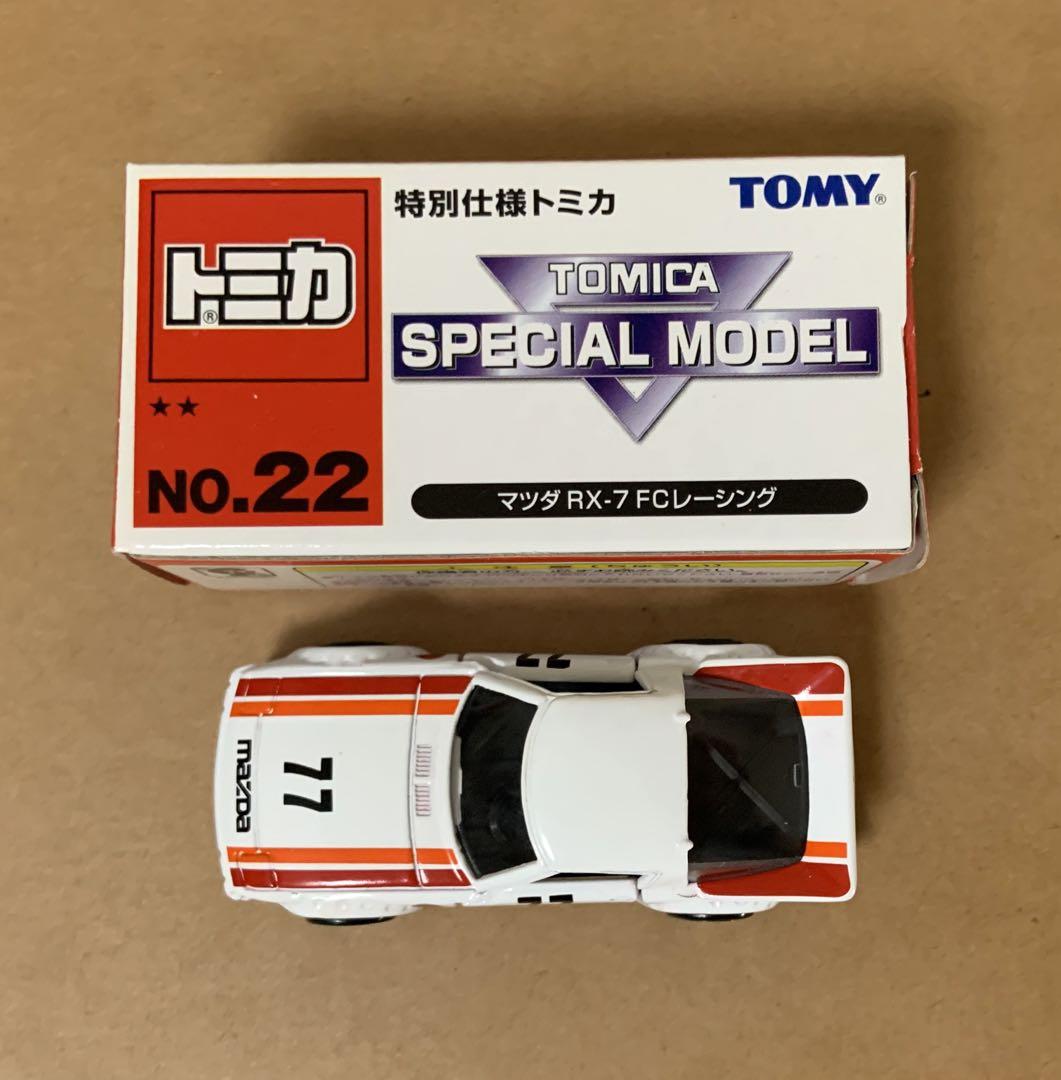 特別仕様トミカ
TOMY®
トミカ®
TOMICA
SPECIAL MODEL
★★
NO.22
マツダ RX-7 FCレーシング
77
mazda